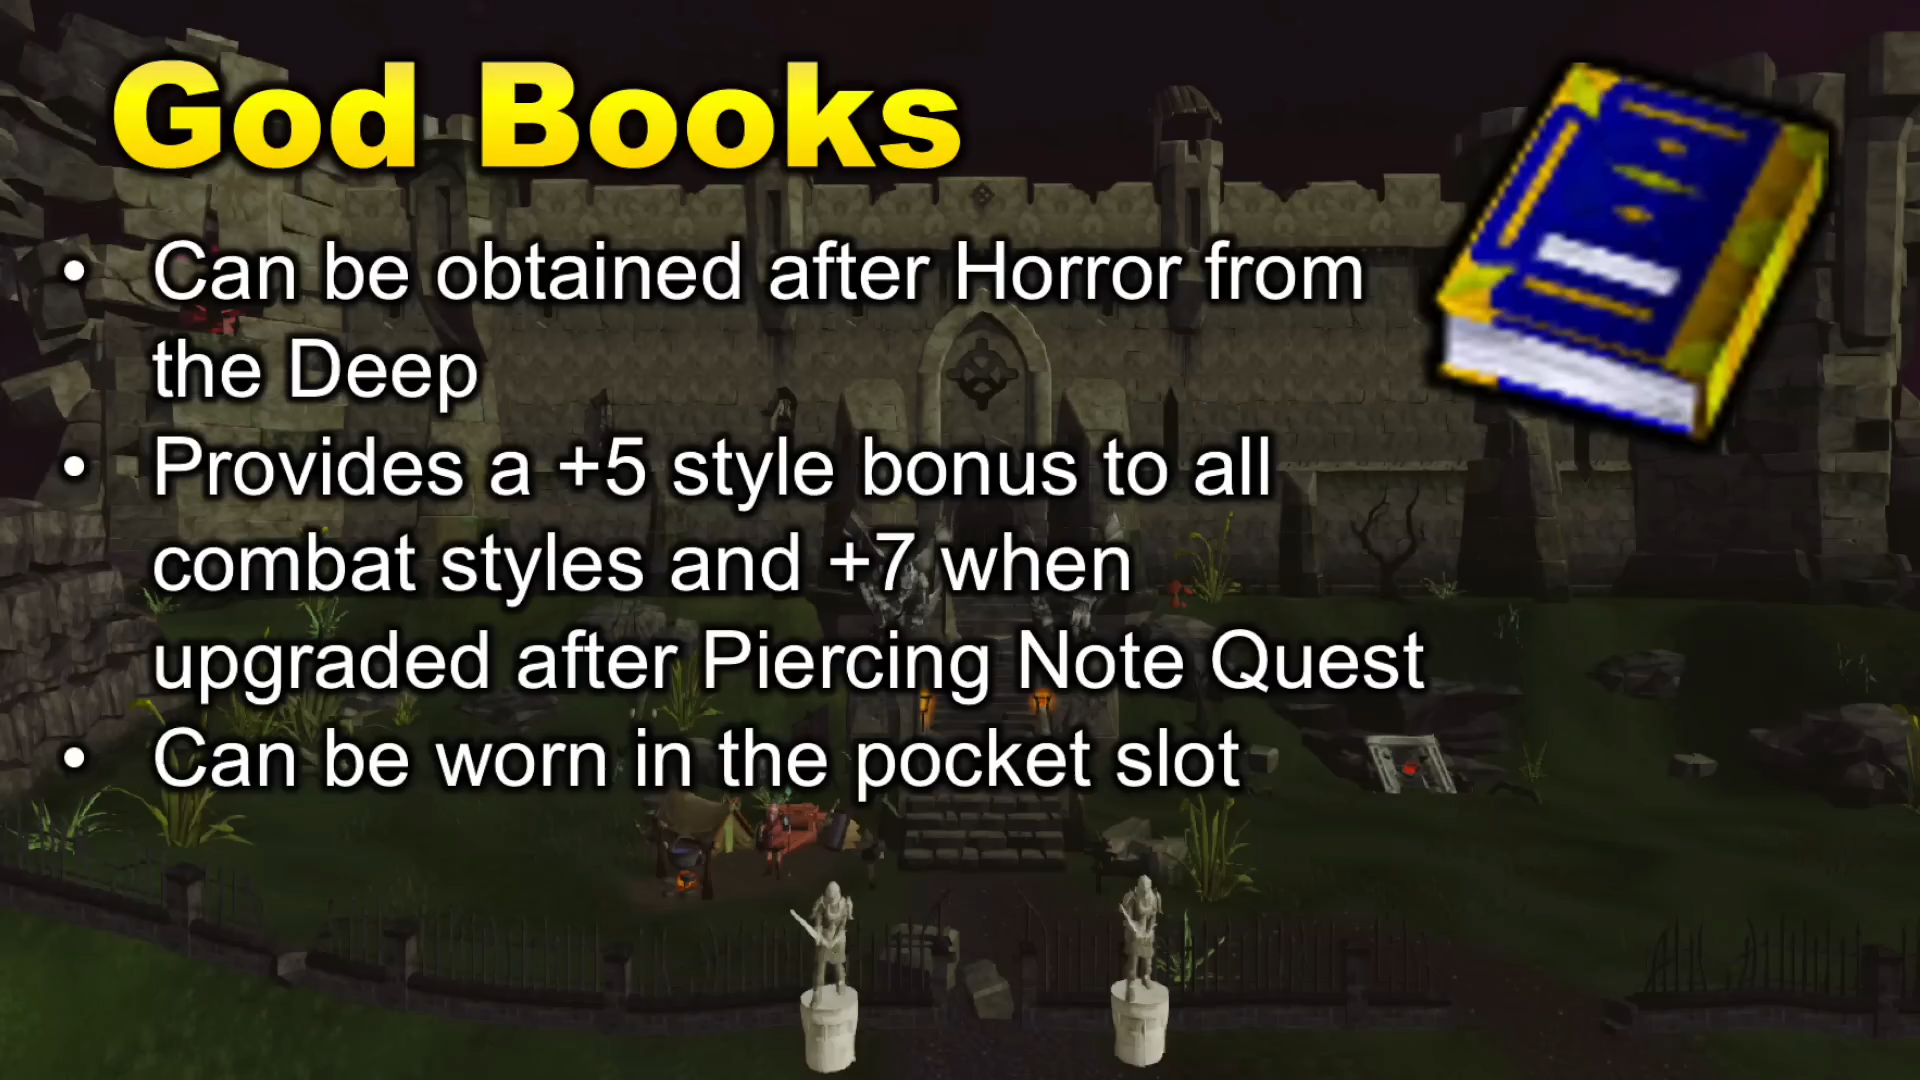 God Books
• Can be obtained after Horror from
the Deep
• Provides a +5 style bonus to all
combat styles and +7 when
upgraded after Piercing Note Quest
• Can be worn in the pocket slot